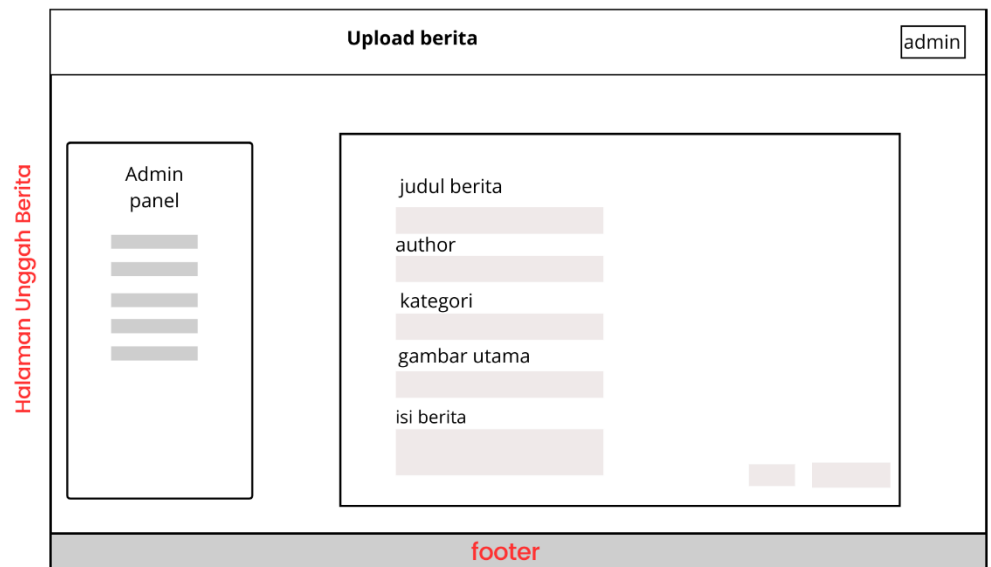 Upload berita
admin
Halaman Unggah Berita
Admin
panel
judul berita
author
kategori
gambar utama
isi berita
footer